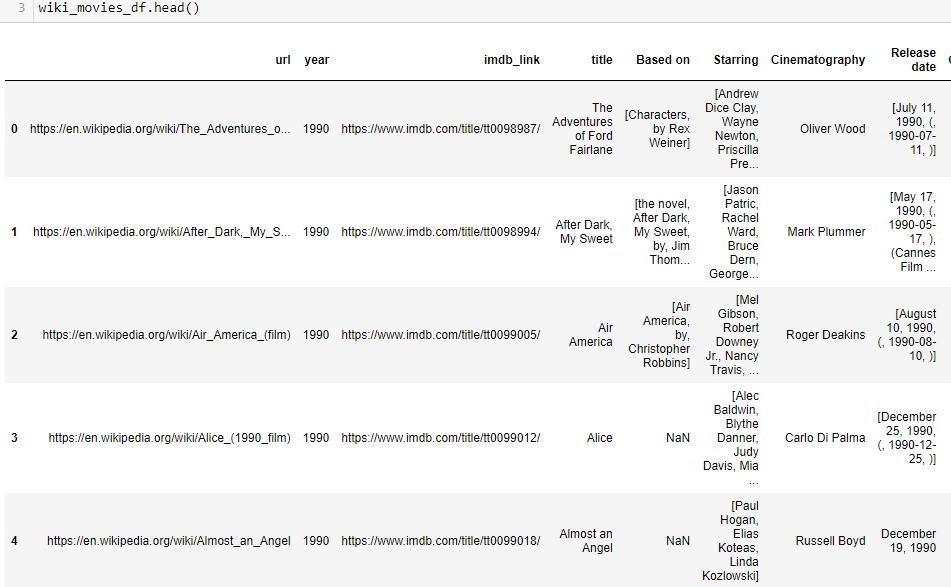 3 wiki_movies_df.head()
url year imdb_link title Based on Starring Cinematography Release
date
0 https://en.wikipedia.org/wiki/The_Adventures_o... 1990 https://www.imdb.com/title/tt0098987/ The
Adventures
of Ford
Fairlane [Characters,
by Rex
Weiner] [Andrew
Dice Clay,
Wayne
Newton,
Priscilla
Pre... Oliver Wood [July 11,
1990, (,
1990-07-
11, )]
1 https://en.wikipedia.org/wiki/After_Dark,_My_S... 1990 https://www.imdb.com/title/tt0098994/ After Dark,
My Sweet [the novel,
After Dark,
My Sweet,
by, Jim
Thom... [Jason
Patric,
Rachel
Ward,
Bruce
Dern,
George... Mark Plummer [May 17,
1990, (,
1990-05-
17, ),
(Cannes
Film ...
2 https://en.wikipedia.org/wiki/Air_America_(film) 1990 https://www.imdb.com/title/tt0099005/ Air
America [Air
America,
by,
Christopher
Robbins] [Mel
Gibson,
Robert
Downey
Jr., Nancy
Travis, ... Roger Deakins [August
10, 1990,
(, 1990-08-
10, )]
3 https://en.wikipedia.org/wiki/Alice_(1990_film) 1990 https://www.imdb.com/title/tt0099012/ Alice NaN [Alec
Baldwin,
Blythe
Danner,
Judy
Davis, Mia
... Carlo Di Palma [December
25, 1990,
(, 1990-12-
25, )]
4 https://en.wikipedia.org/wiki/Almost_an_Angel 1990 https://www.imdb.com/title/tt0099018/ Almost an
Angel NaN [Paul
Hogan,
Elias
Koteas,
Linda
Kozlowski] Russell Boyd December
19, 1990